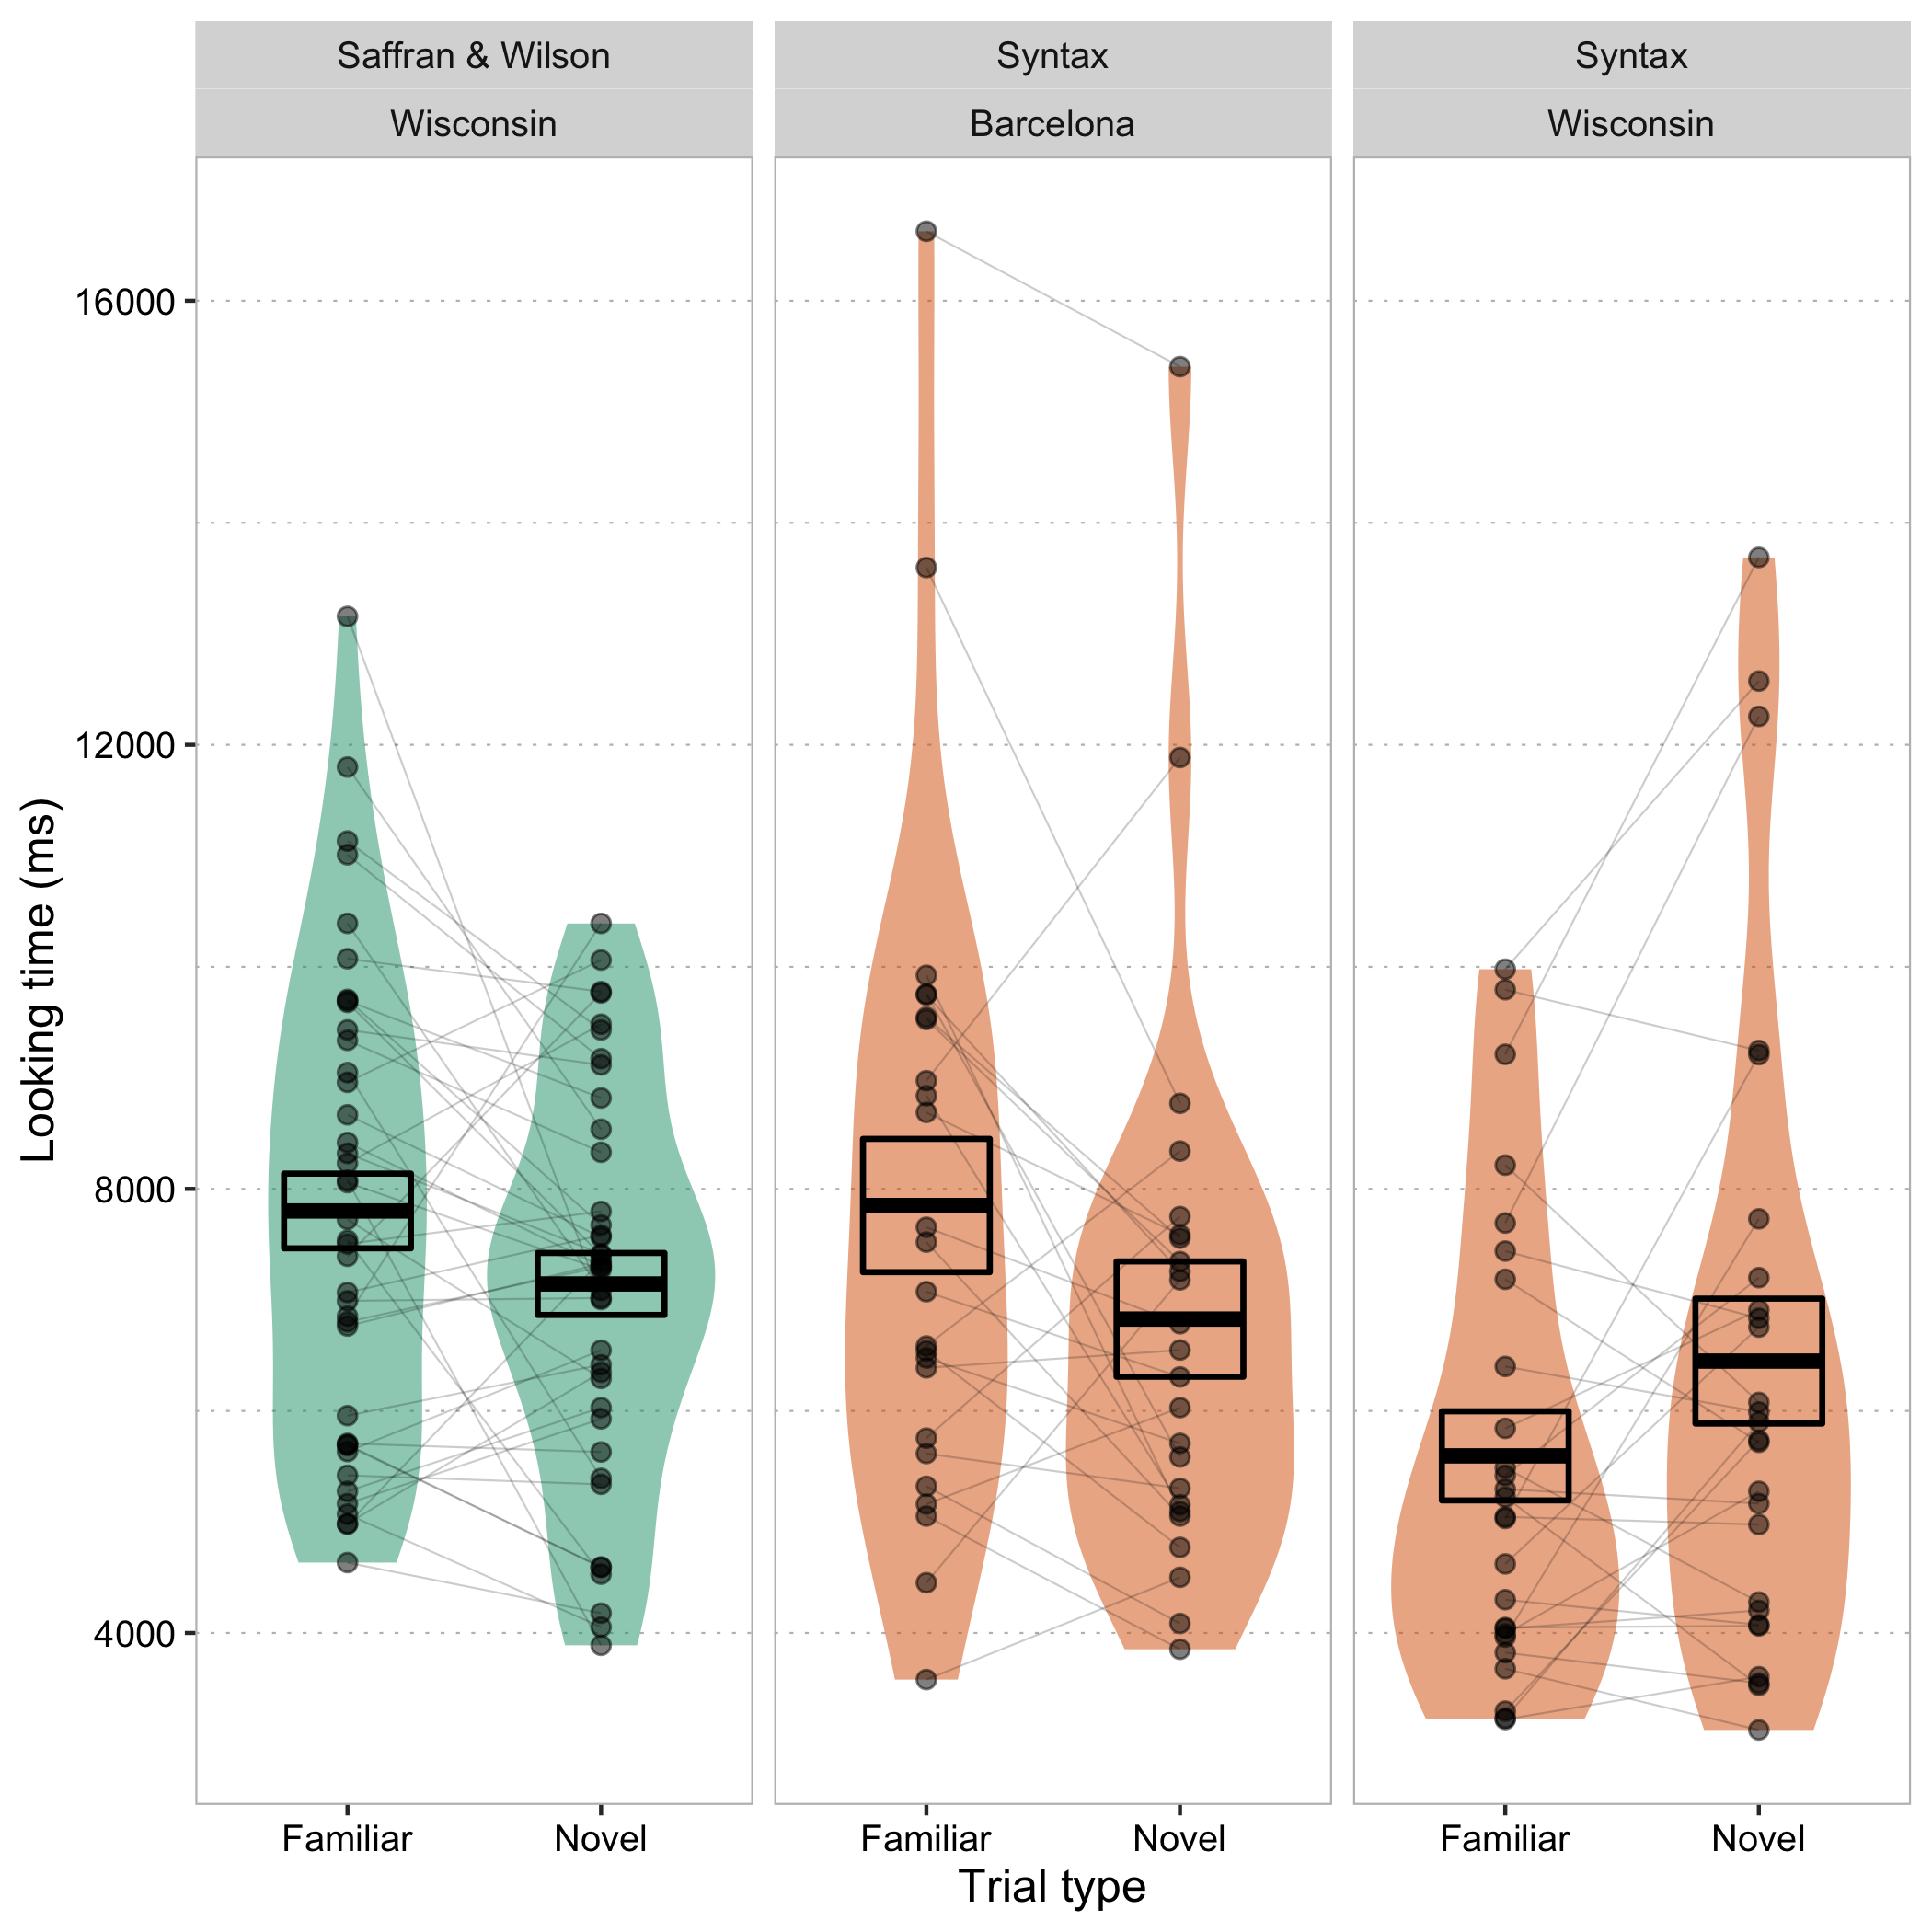 Saffran & Wilson
Syntax
Syntax
Wisconsin
Barcelona
Wisconsin
16000
12000
8000
4000
Looking time (ms)
Familiar
Novel
Familiar
Novel
Familiar
Novel
Trial type